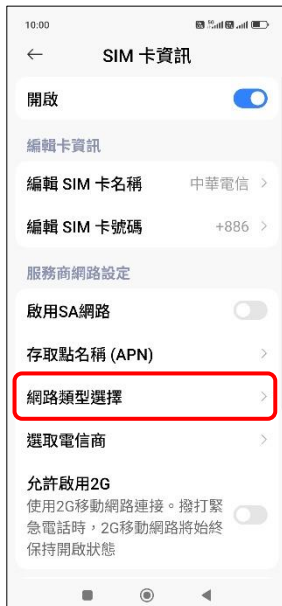 10:00
SIM 卡資訊
開啟
編輯卡資訊
編輯 SIM 卡名稱 中華電信
編輯 SIM 卡號碼 +886
服務商網路設定
啟用SA網路
存取點名稱 (APN)
網路類型選擇
選取電信商
允許啟用2G
使用2G移動網路連接。撥打緊
急電話時，2G移動網路將始終
保持開啟狀態